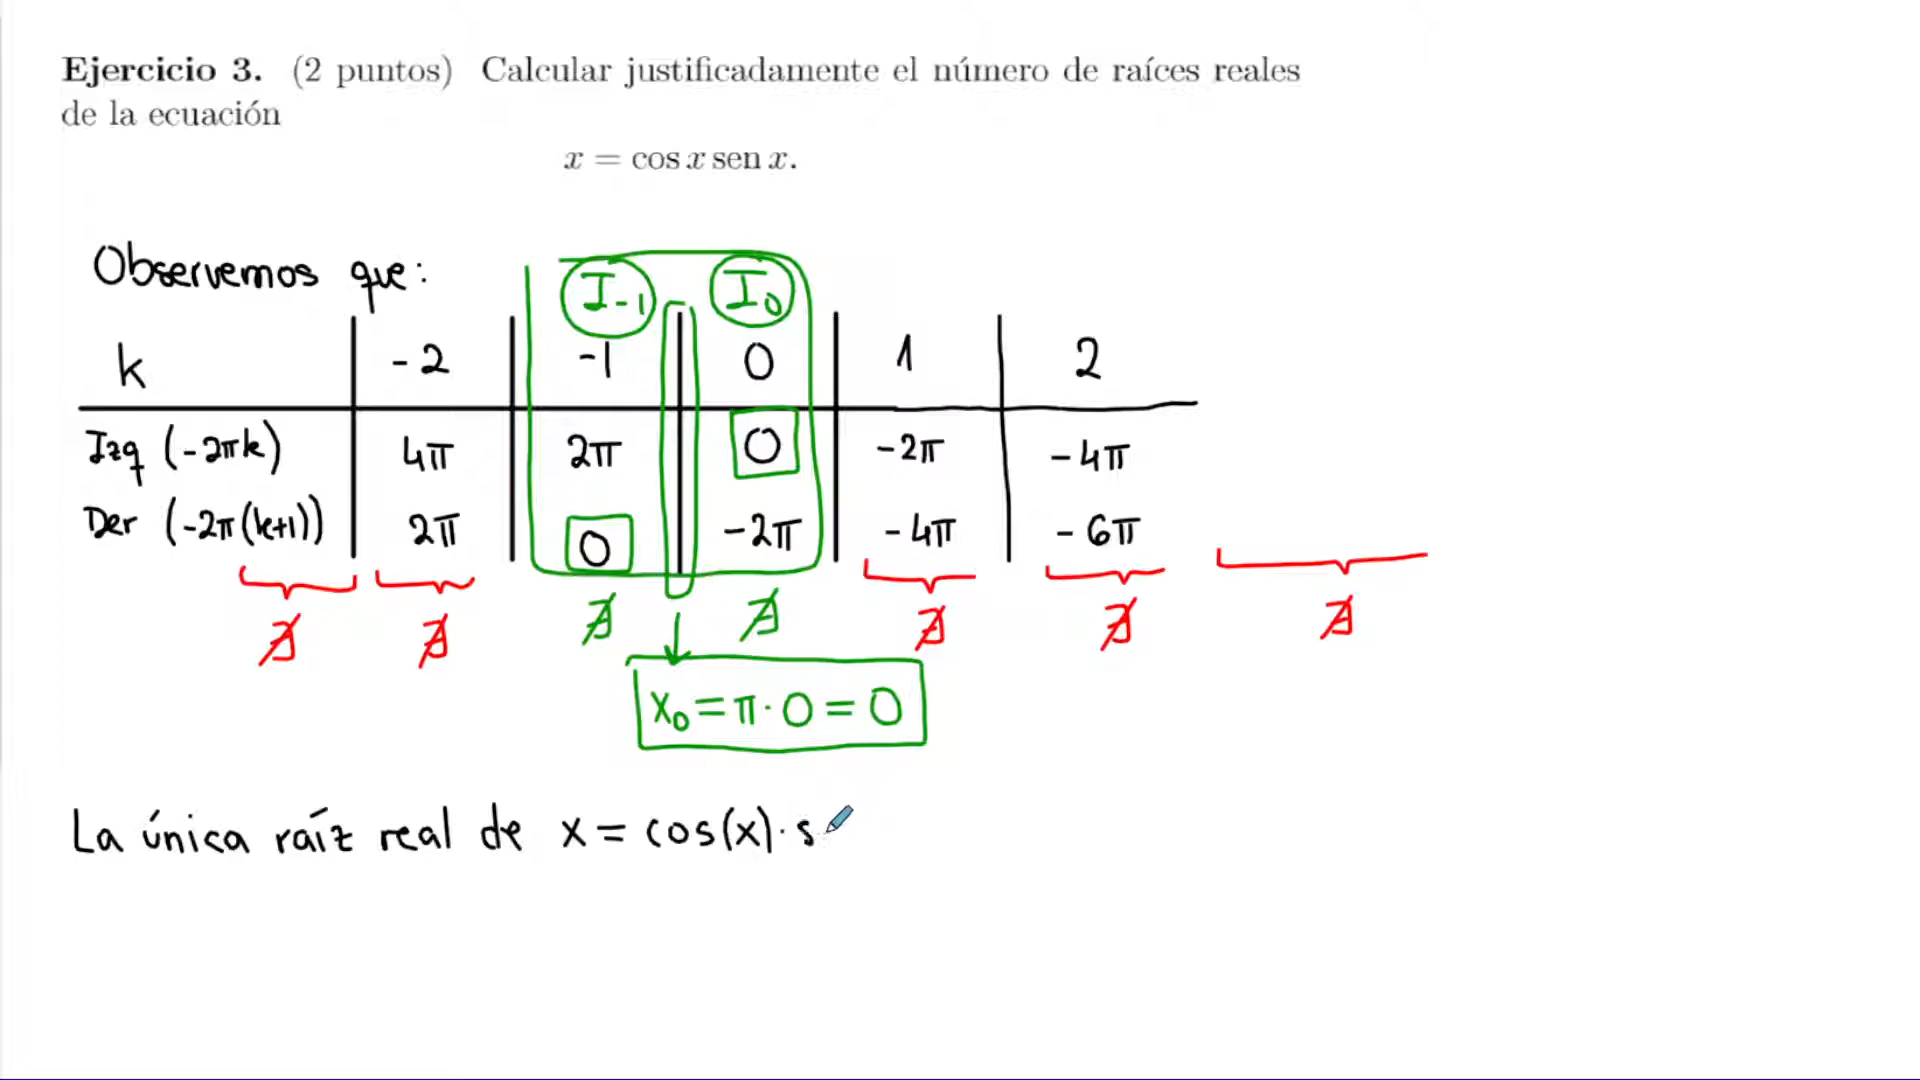 Ejercicio 3. (2 puntos) Calcular justificadamente el número de raíces reales
de la ecuación
x = cos x sen x.
Observemos que:
I₋₁ I₀
k -2 -1 0 1 2
Izq (-2πk) 4π 2π 0 -2π -4π
Der (-2π(k+1)) 2π 0 -2π -4π -6π
∄ ∄ ∄ ∄ ∄ ∄ ∄
x₀ = π · 0 = 0
La única raíz real de x = cos(x) · s